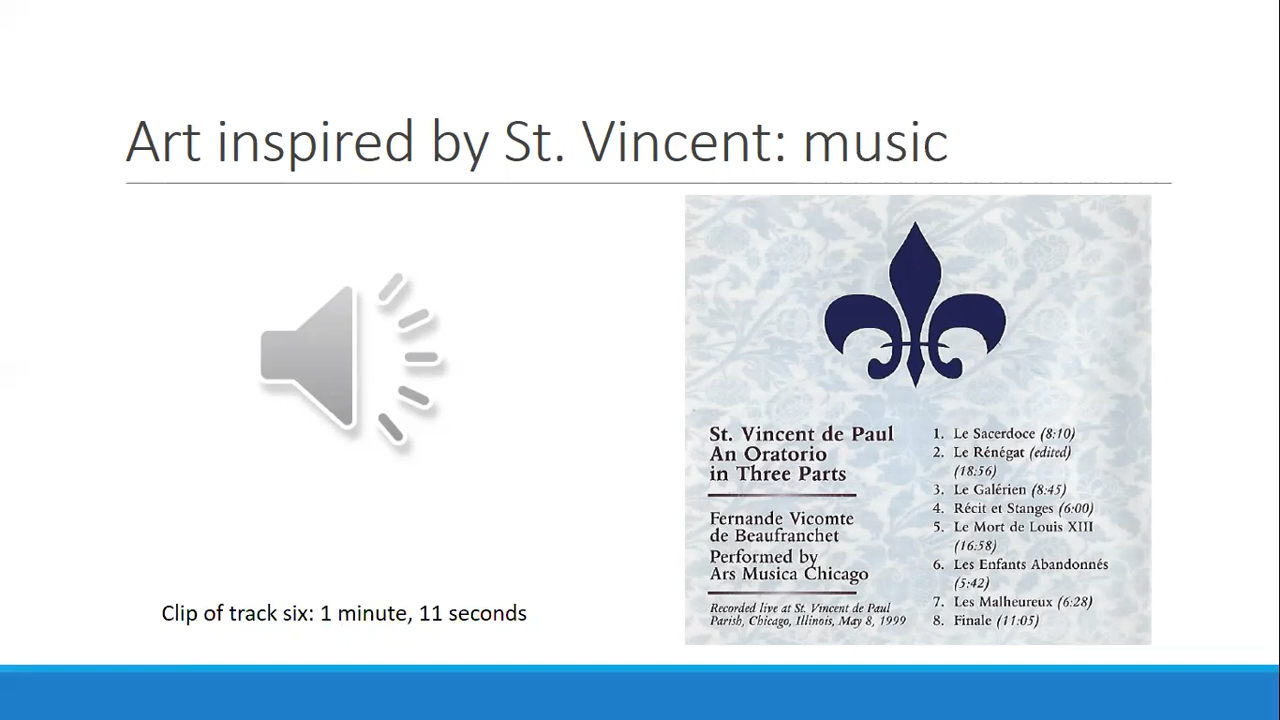 Art inspired by St. Vincent: music
St. Vincent de Paul
An Oratorio
in Three Parts
Fernande Vicomte
de Beaufranchet
Performed by
Ars Musica Chicago
Recorded live at St. Vincent de Paul
Parish, Chicago, Illinois, May 8, 1999
1. Le Sacerdoce (8:10)
2. Le Rénégat (edited)
(18:56)
3. Le Galérien (8:45)
4. Récit et Stanges (6:00)
5. Le Mort de Louis XIII
(16:58)
6. Les Enfants Abandonnés
(5:42)
7. Les Malheureux (6:28)
8. Finale (11:05)
Clip of track six: 1 minute, 11 seconds